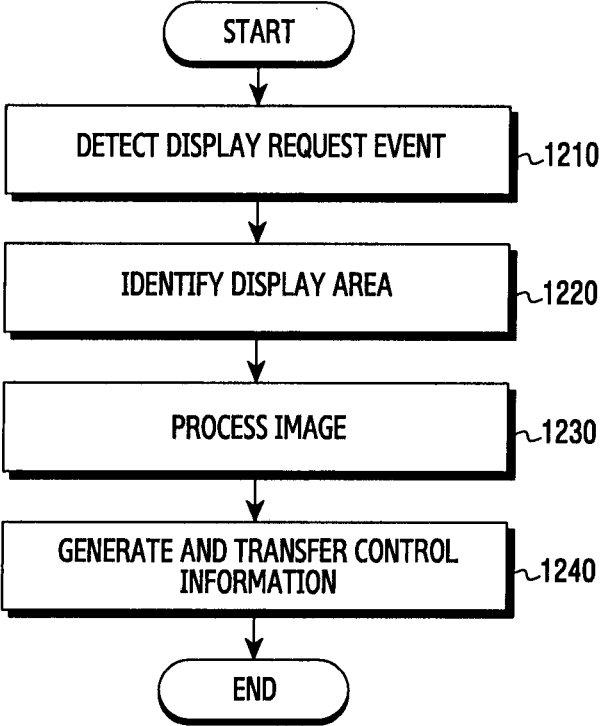 START
DETECT DISPLAY REQUEST EVENT
1210
IDENTIFY DISPLAY AREA
1220
PROCESS IMAGE
1230
GENERATE AND TRANSFER CONTROL
INFORMATION
1240
END